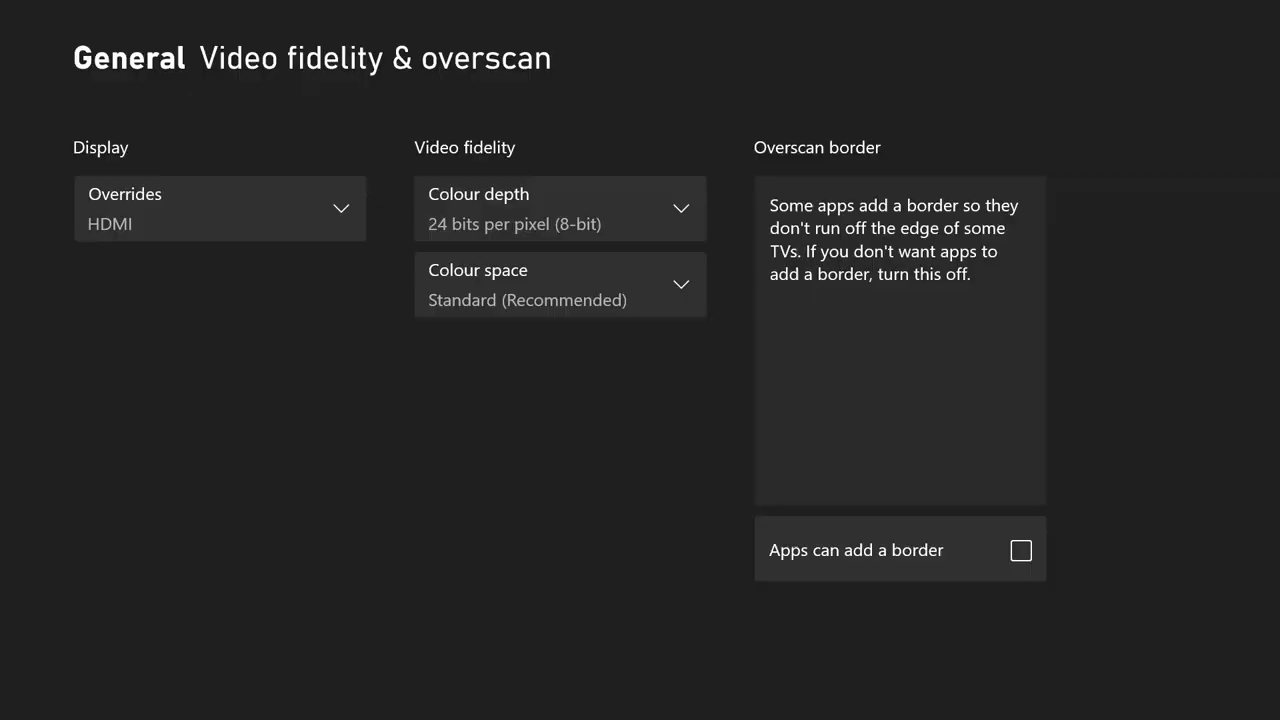 General Video fidelity & overscan
Display
Overrides
HDMI
Video fidelity
Colour depth
24 bits per pixel (8-bit)
Colour space
Standard (Recommended)
Overscan border
Some apps add a border so they
don't run off the edge of some
TVs. If you don't want apps to
add a border, turn this off.
Apps can add a border